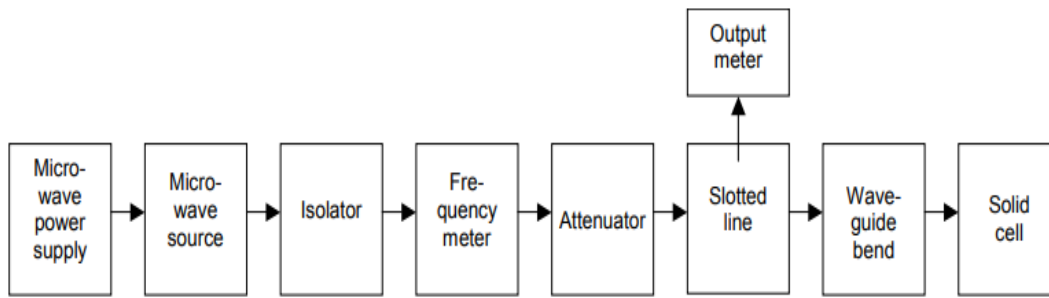 Output
meter
Micro-
wave
power
supply
Micro-
wave
source
Isolator
Fre-
quency
meter
Attenuator
Slotted
line
Wave-
guide
bend
Solid
cell